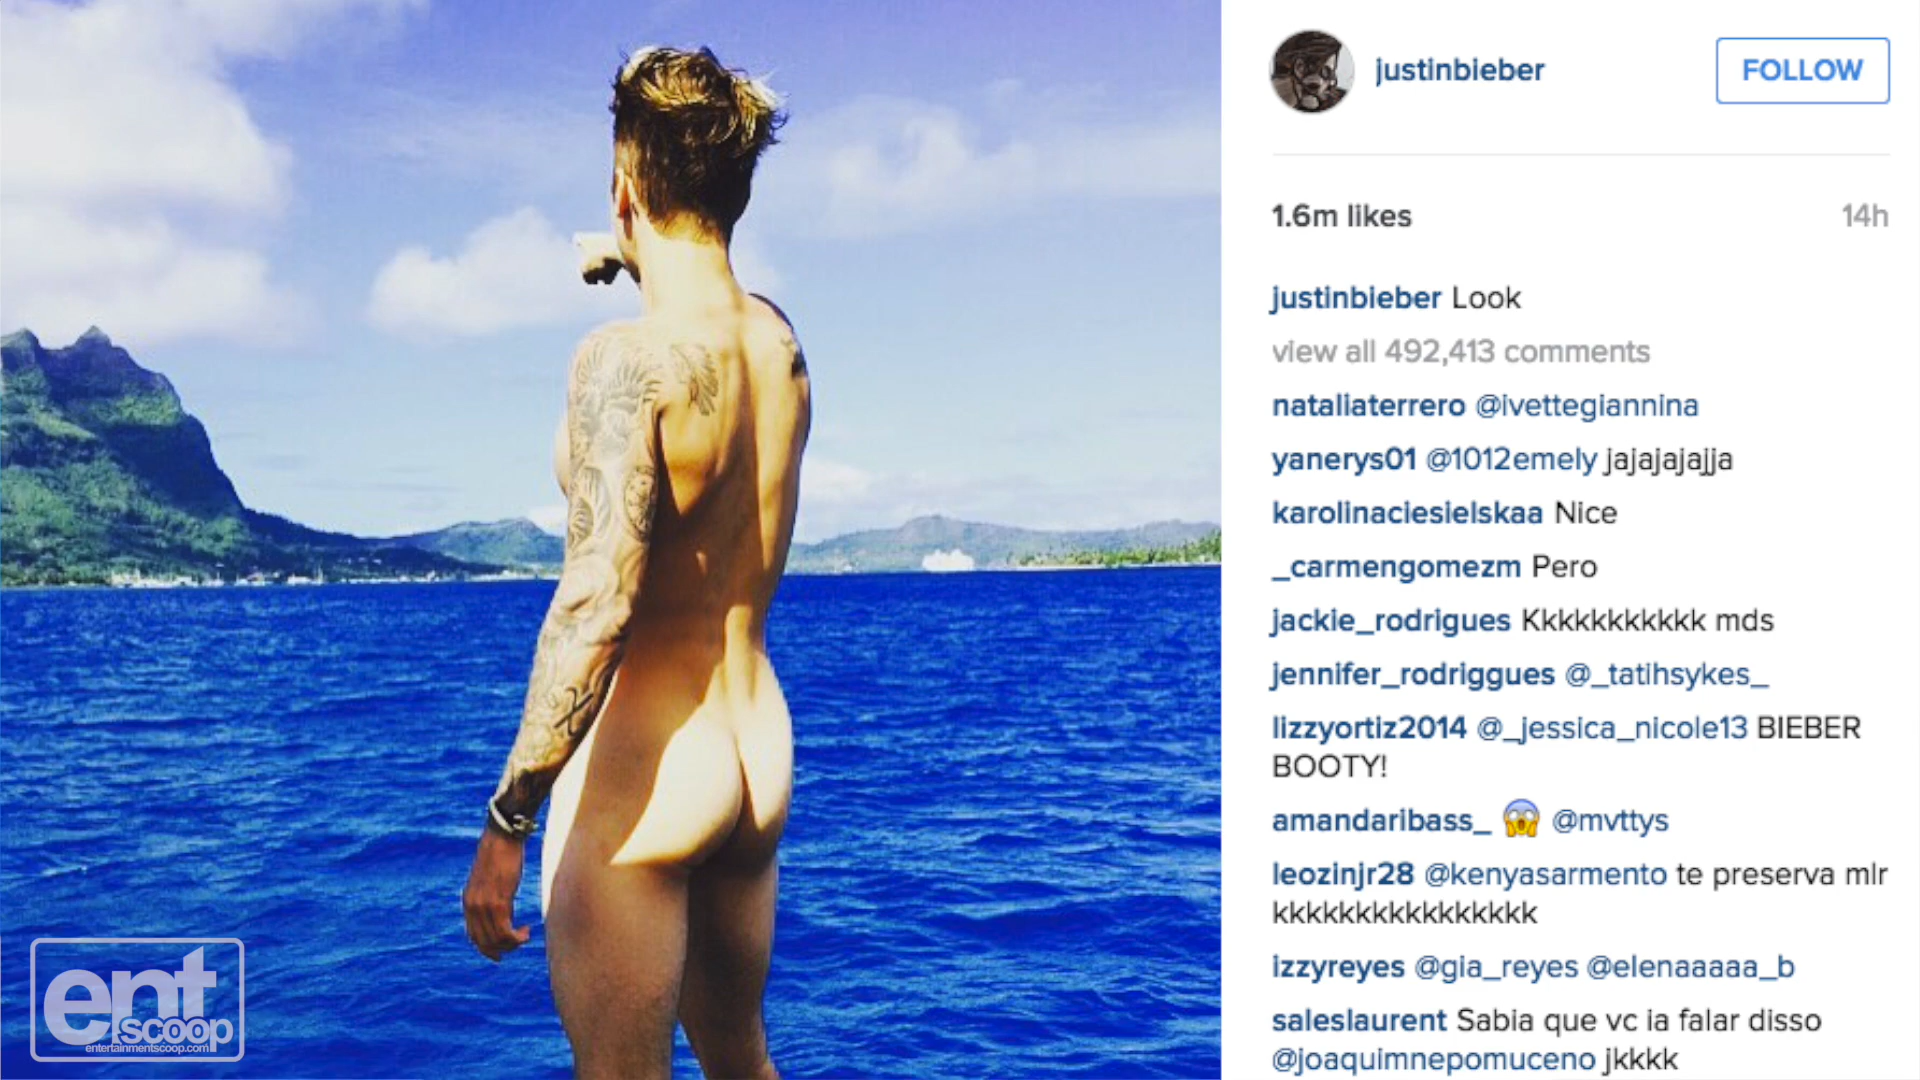 justinbieber
FOLLOW
1.6m likes
14h
justinbieber Look
view all 492,413 comments
nataliaterrero @ivettegiannina
yanerys01 @1012emely jajajajajja
karolinaciesielskaa Nice
_carmengomezm Pero
jackie_rodrigues Kkkkkkkkkkkk mds
jennifer_rodriggues @_tatihsykes_
lizzyortiz2014 @_jessica_nicole13 BIEBER
BOOTY!
amandaribass_ 😱 @mvttys
leozinjr28 @kenyasarmento te preserva mlr
kkkkkkkkkkkkkkkk
izzyreyes @gia_reyes @elenaaaaa_b
saleslaurent Sabia que vc ia falar disso
@joaquimnepomuceno jkkkk
ent
scoop
entertainmentscoop.com